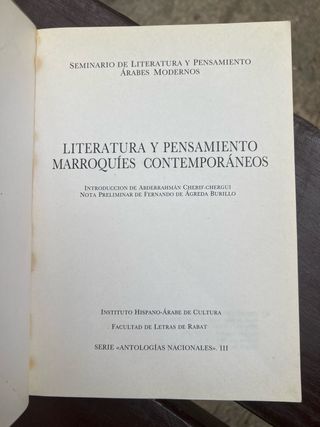 SEMINARIO DE LITERATURA Y PENSAMIENTO
ÁRABES MODERNOS
LITERATURA Y PENSAMIENTO
MARROQUÍES CONTEMPORÁNEOS
INTRODUCCION DE ABDERRAHMÁN CHERIF-CHERGUI
NOTA PRELIMINAR DE FERNANDO DE ÁGREDA BURILLO
INSTITUTO HISPANO-ÁRABE DE CULTURA
FACULTAD DE LETRAS DE RABAT
SERIE «ANTOLOGÍAS NACIONALES». III